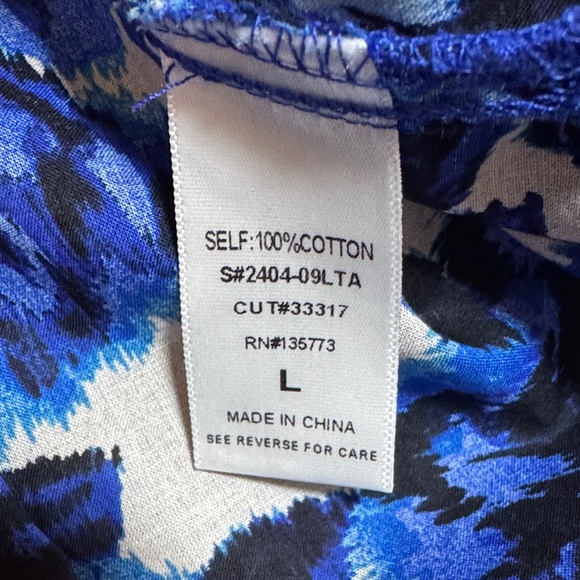 SELF:100%COTTON
S#2404-09LTA
CUT#33317
RN#135773
L
MADE IN CHINA
SEE REVERSE FOR CARE